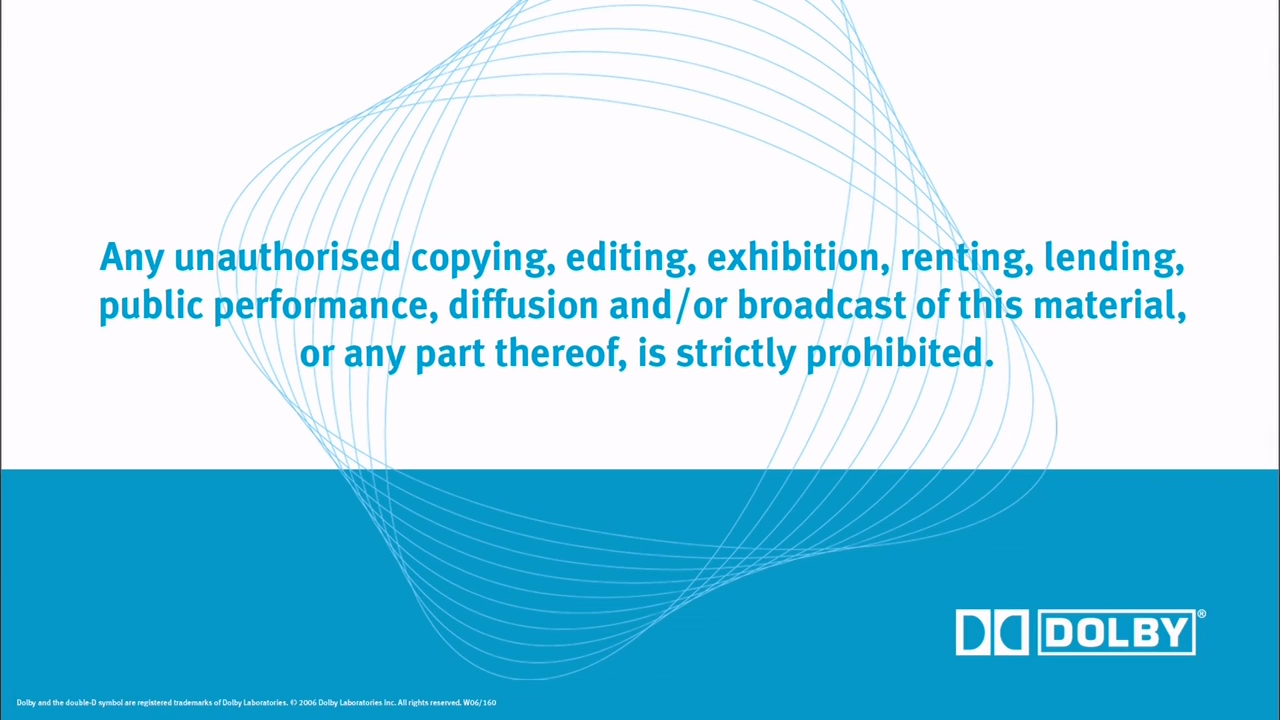 Any unauthorised copying, editing, exhibition, renting, lending,
public performance, diffusion and/or broadcast of this material,
or any part thereof, is strictly prohibited.
DOLBY®
Dolby and the double-D symbol are registered trademarks of Dolby Laboratories. © 2006 Dolby Laboratories Inc. All rights reserved. W06/160